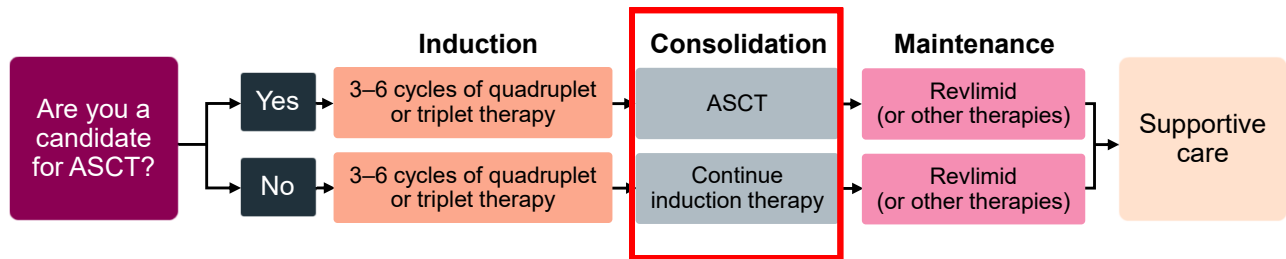 Induction
Consolidation
Maintenance
Are you a
candidate
for ASCT?
Yes
3–6 cycles of quadruplet
or triplet therapy
ASCT
Revlimid
(or other therapies)
No
3–6 cycles of quadruplet
or triplet therapy
Continue
induction therapy
Revlimid
(or other therapies)
Supportive
care